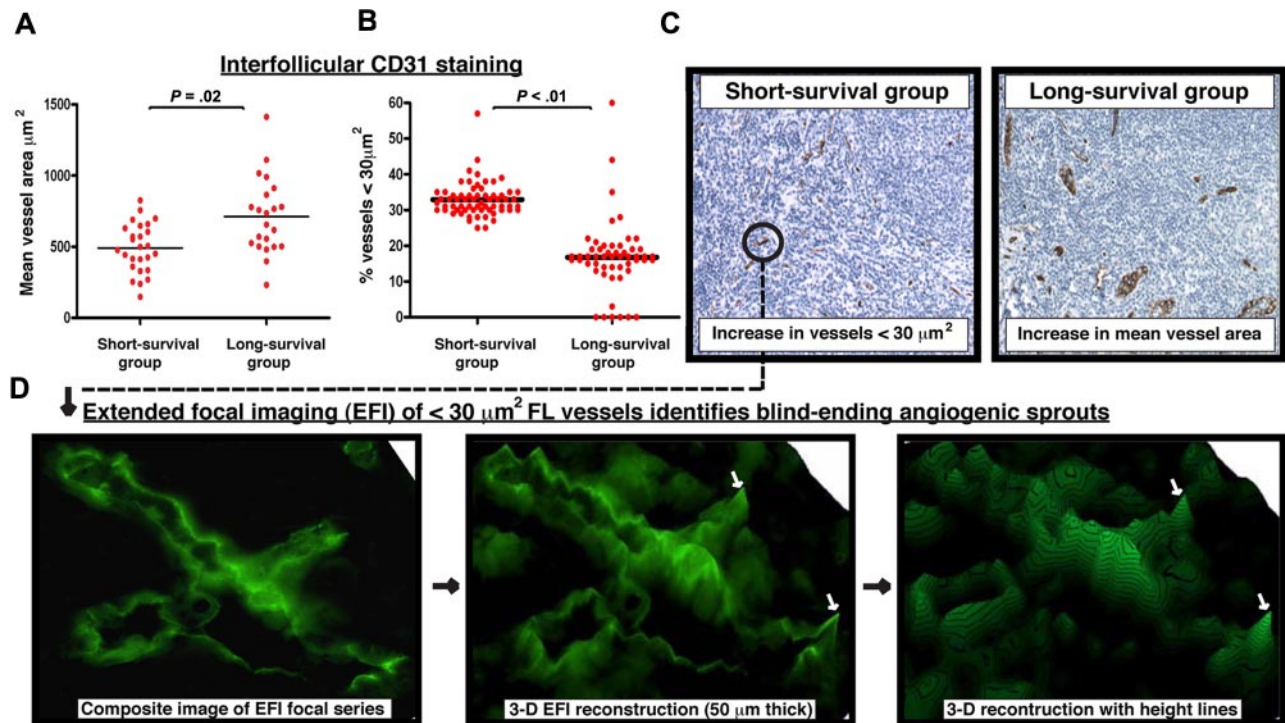 A
B
C
Interfollicular CD31 staining
P = .02
P < .01
Mean vessel area µm²
1500
1000
500
0
Short-survival group
Long-survival group
% vessels < 30µm²
60
50
40
30
20
10
0
Short-survival group
Long-survival group
Short-survival group
Increase in vessels < 30 µm²
Long-survival group
Increase in mean vessel area
D
Extended focal imaging (EFI) of < 30 µm² FL vessels identifies blind-ending angiogenic sprouts
Composite image of EFI focal series
3-D EFI reconstruction (50 µm thick)
3-D recontruction with height lines